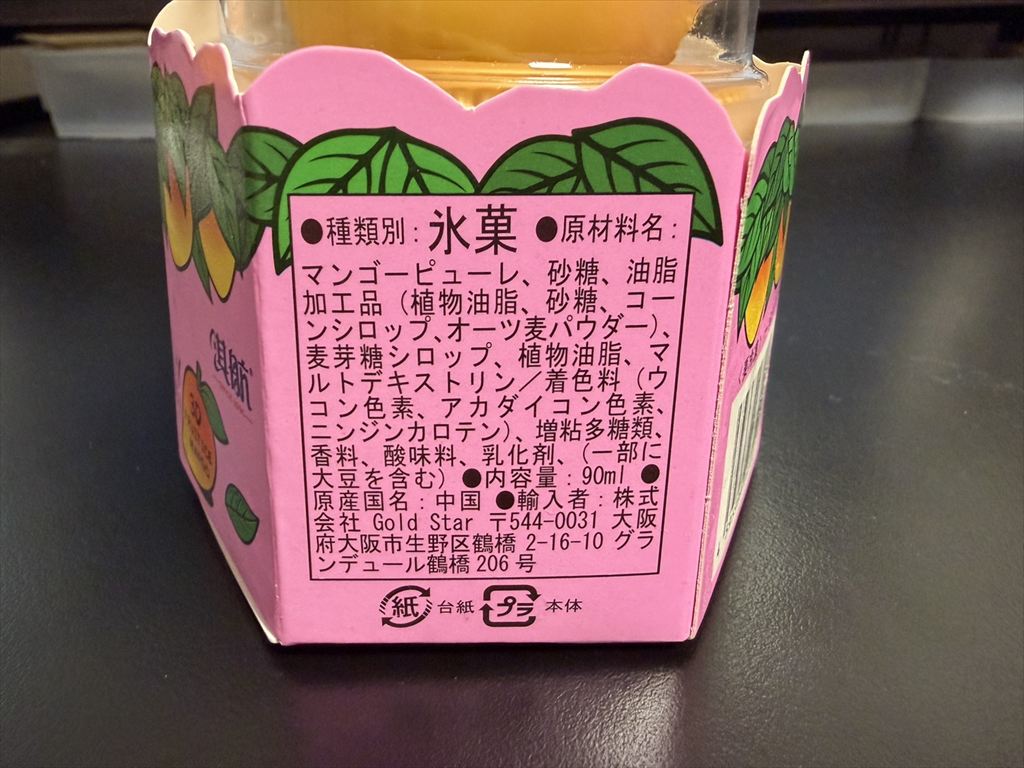 ●種類別：氷菓 ●原材料名：
マンゴーピューレ、砂糖、油脂
加工品（植物油脂、砂糖、コー
ンシロップ、オーツ麦パウダー）、
麦芽糖シロップ、植物油脂、マ
ルトデキストリン／着色料（ウ
コン色素、アカダイコン色素、
ニンジンカロテン）、増粘多糖類、
香料、酸味料、乳化剤、（一部に
大豆を含む）●内容量：90ml ●
原産国名：中国 ●輸入者：株式
会社 Gold Star 〒544-0031 大阪
府大阪市生野区鶴橋 2-16-10 グラ
ンデュール鶴橋 206 号
紙 台紙 プラ 本体